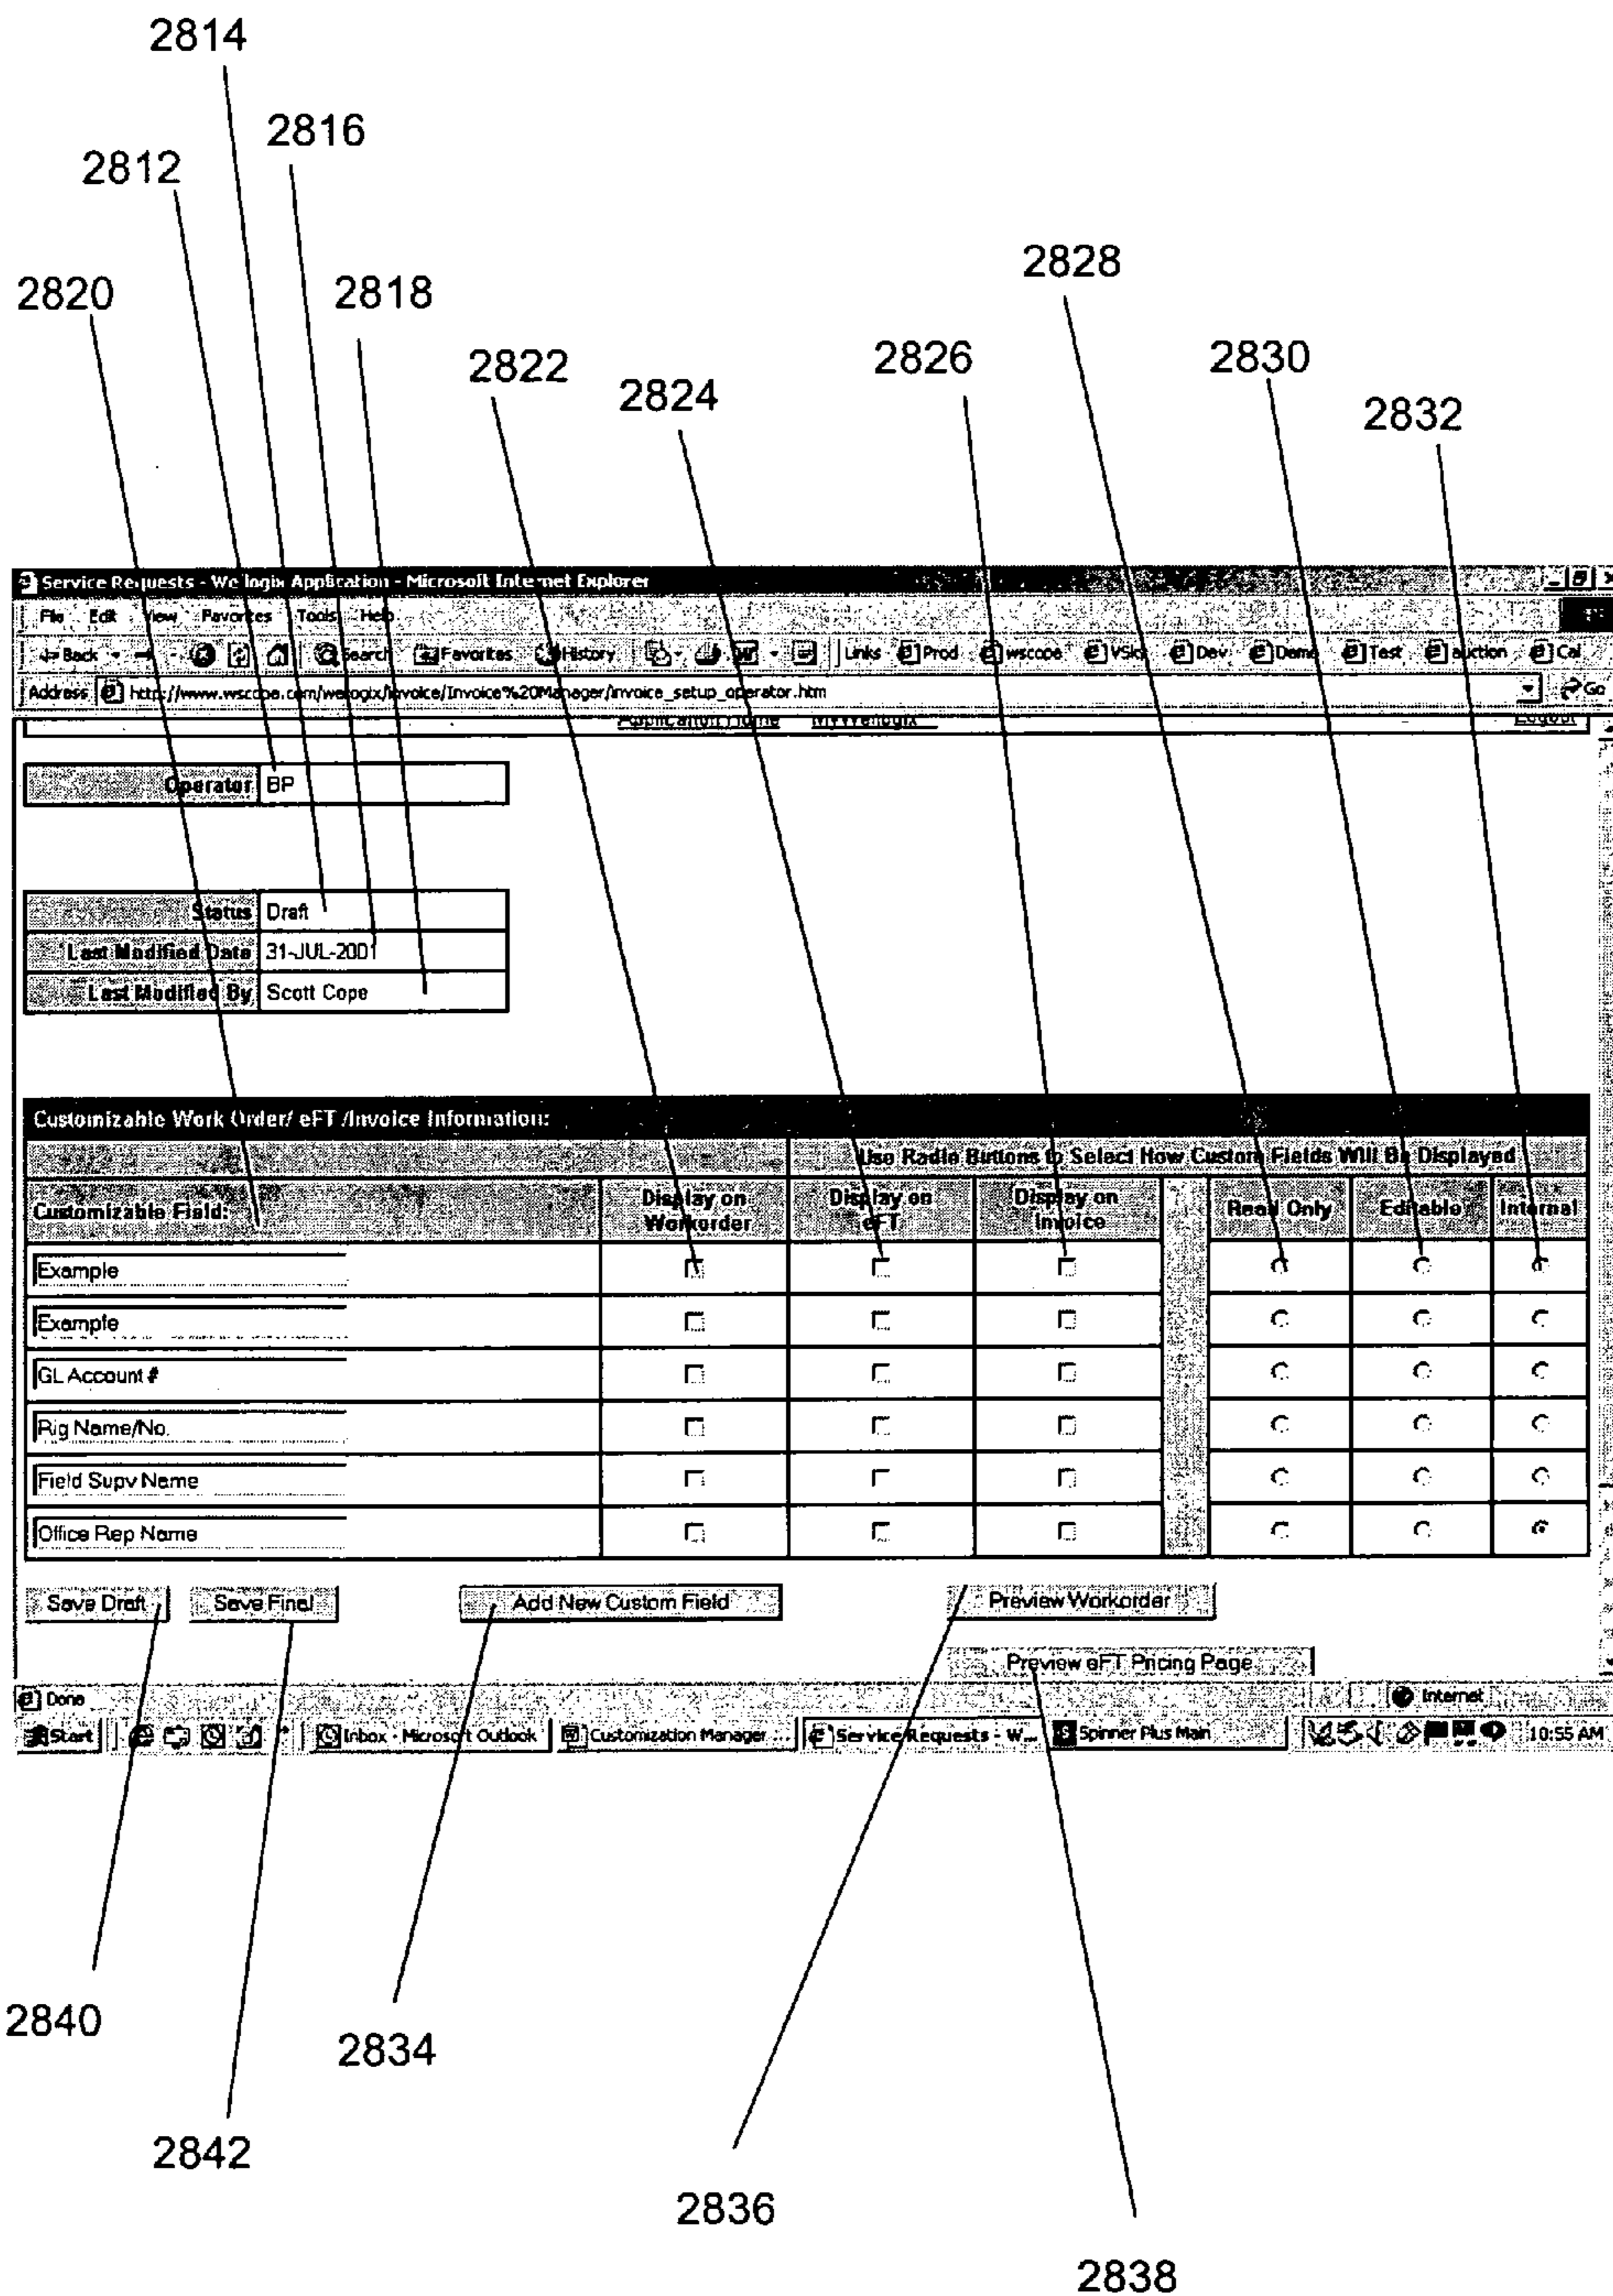 2814
2816
2812
2828
2820
2818
2826
2830
2822
2824
2832
Service Requests - Welogix Application - Microsoft Internet Explorer
File Edit View Favorites Tools Help
Back Search Favorites History Links Prod wscope Dev Demo Test auction Cal
Address http://www.wscope.com/welogix/invoice/Invoice%20Manager/invoice_setup_operator.htm Go
Application Home MyWelogix Logout
Operator BP
Status Draft
Last Modified Date 31-JUL-2001
Last Modified By Scott Cope
Customizable Work Order/ eFT /Invoice Information:
Use Radio Buttons to Select How Custom Fields Will Be Displayed
Customizable Field: Display on Workorder Display on eFT Display on Invoice Read Only Editable Internal
Example
Example
GL Account #
Rig Name/No.
Field Supv Name
Office Rep Name
Save Draft Save Final Add New Custom Field Preview Workorder
Preview eFT Pricing Page
Done Internet
Start Inbox - Microsoft Outlook Customization Manager ... Service Requests - W... Spinner Plus Main 10:55 AM
2840
2834
2842
2836
2838